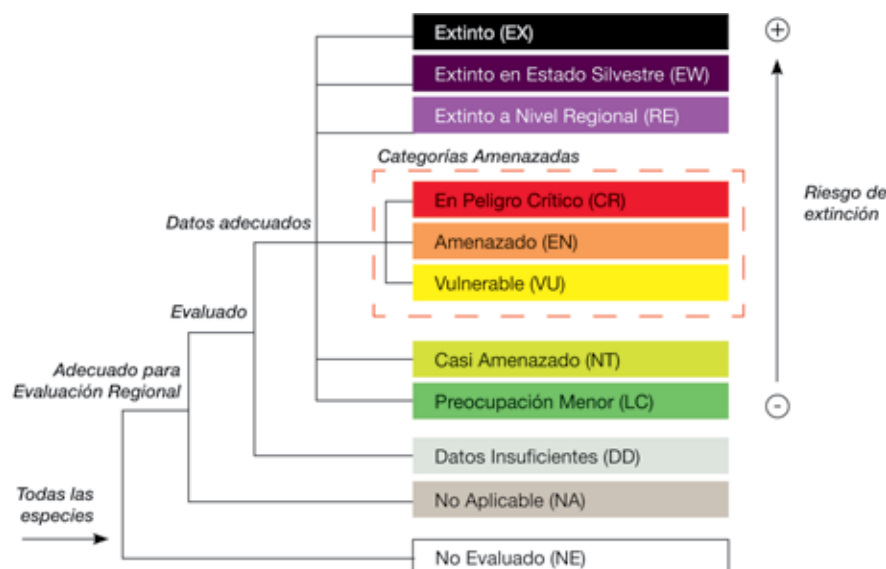 Extinto (EX)
Extinto en Estado Silvestre (EW)
Extinto a Nivel Regional (RE)
Categorías Amenazadas
En Peligro Crítico (CR)
Riesgo de
extinción
Datos adecuados
Amenazado (EN)
Vulnerable (VU)
Evaluado
Casi Amenazado (NT)
Adecuado para
Evaluación Regional
Preocupación Menor (LC)
Datos Insuficientes (DD)
No Aplicable (NA)
Todas las
especies
No Evaluado (NE)
+
-